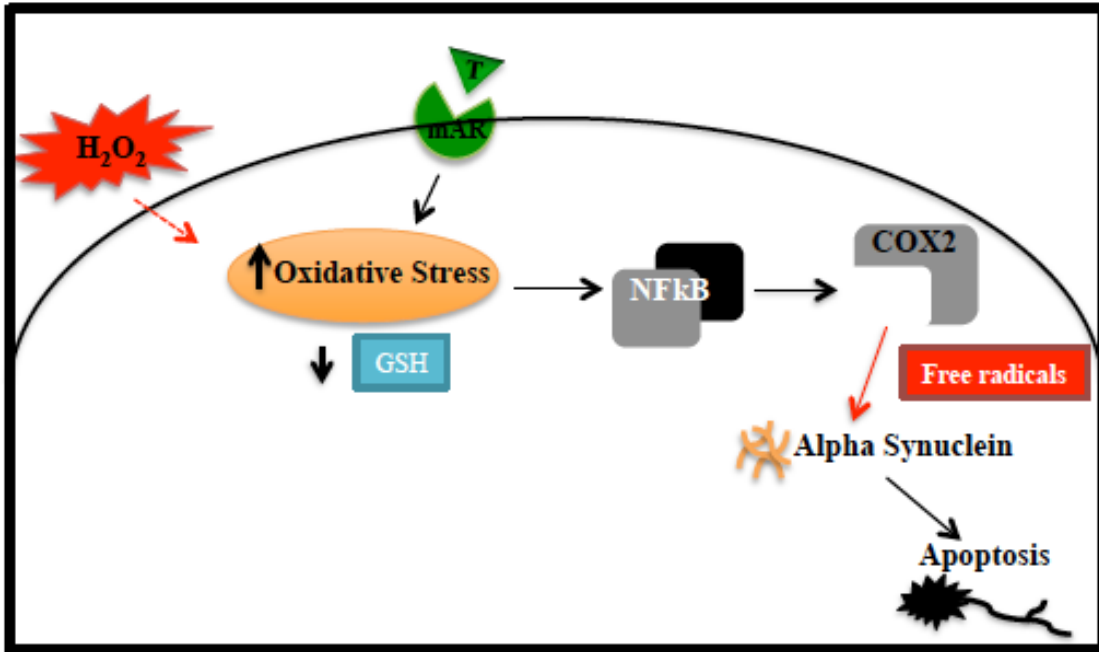 T
mAR
H₂O₂
COX2
Oxidative Stress
NFkB
GSH
Free radicals
Alpha Synuclein
Apoptosis